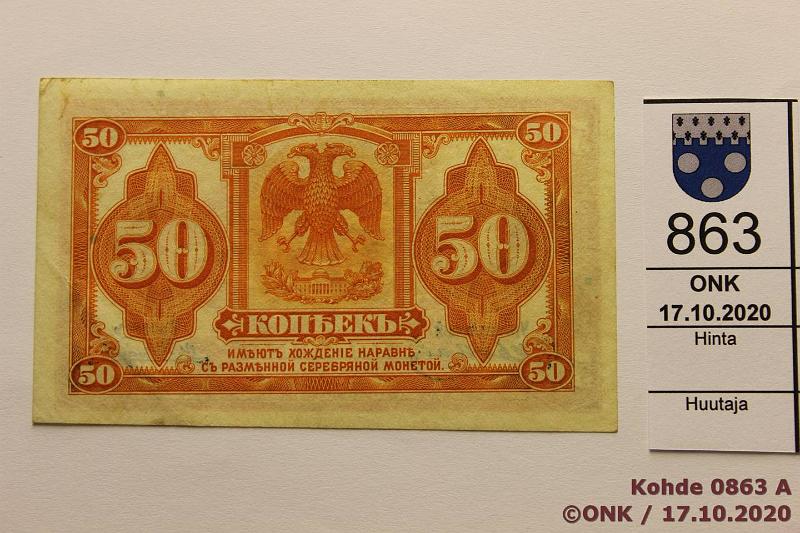 50
50
50
50
КОПѢЕКЪ
ИМѢЮТЪ ХОЖДЕНІЕ НАРАВНѢ
СЪ РАЗМѢННОЙ СЕРЕБРЯНОЙ МОНЕТОЙ.
50
50
863
ONK
17.10.2020
Hinta
Huutaja
Kohde 0863 A
©ONK / 17.10.2020